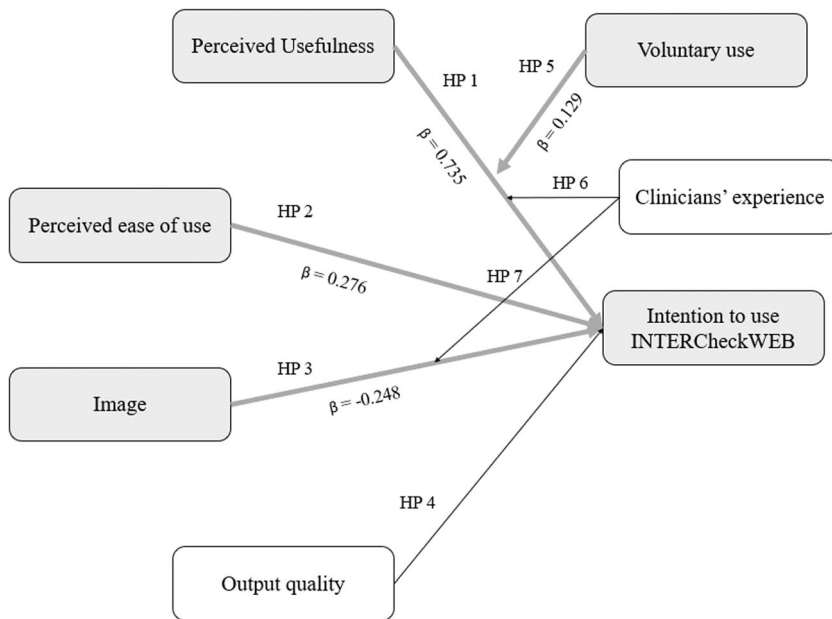 Perceived Usefulness
Voluntary use
HP 5
HP 1
β = 0.129
β = 0.735
HP 6
Clinicians' experience
Perceived ease of use
HP 2
HP 7
β = 0.276
Intention to use
INTERCheckWEB
HP 3
Image
β = -0.248
HP 4
Output quality